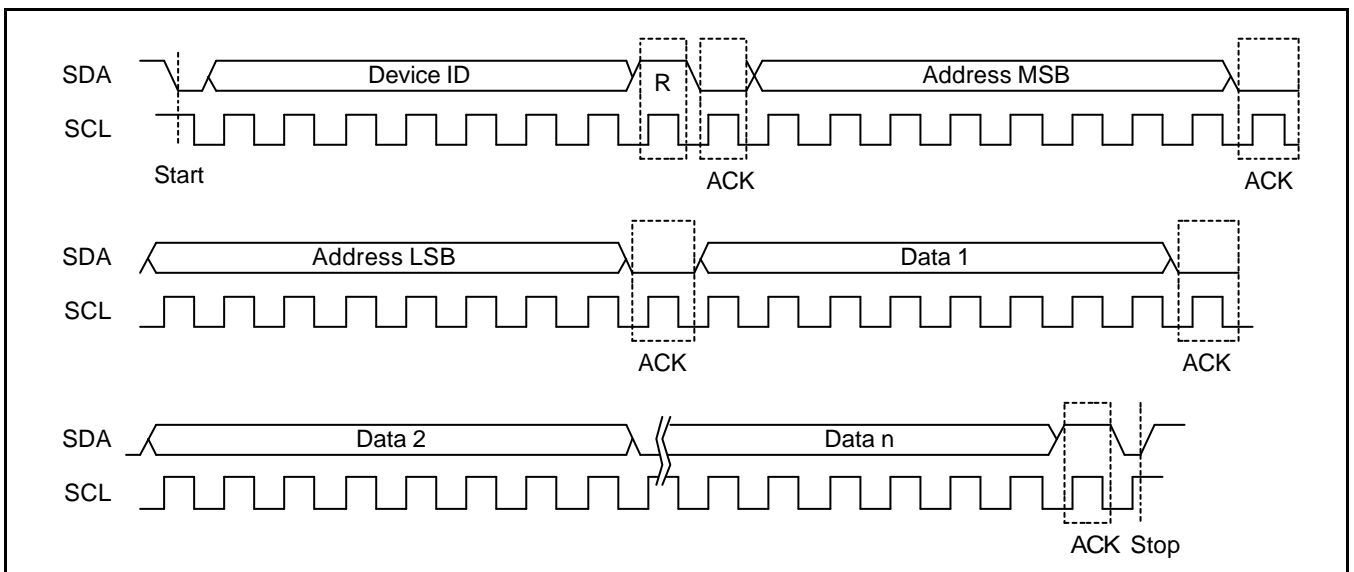 SDA Device ID R Address MSB
SCL
Start ACK ACK
SDA Address LSB Data 1
SCL
ACK ACK
SDA Data 2 Data n
SCL
ACK Stop